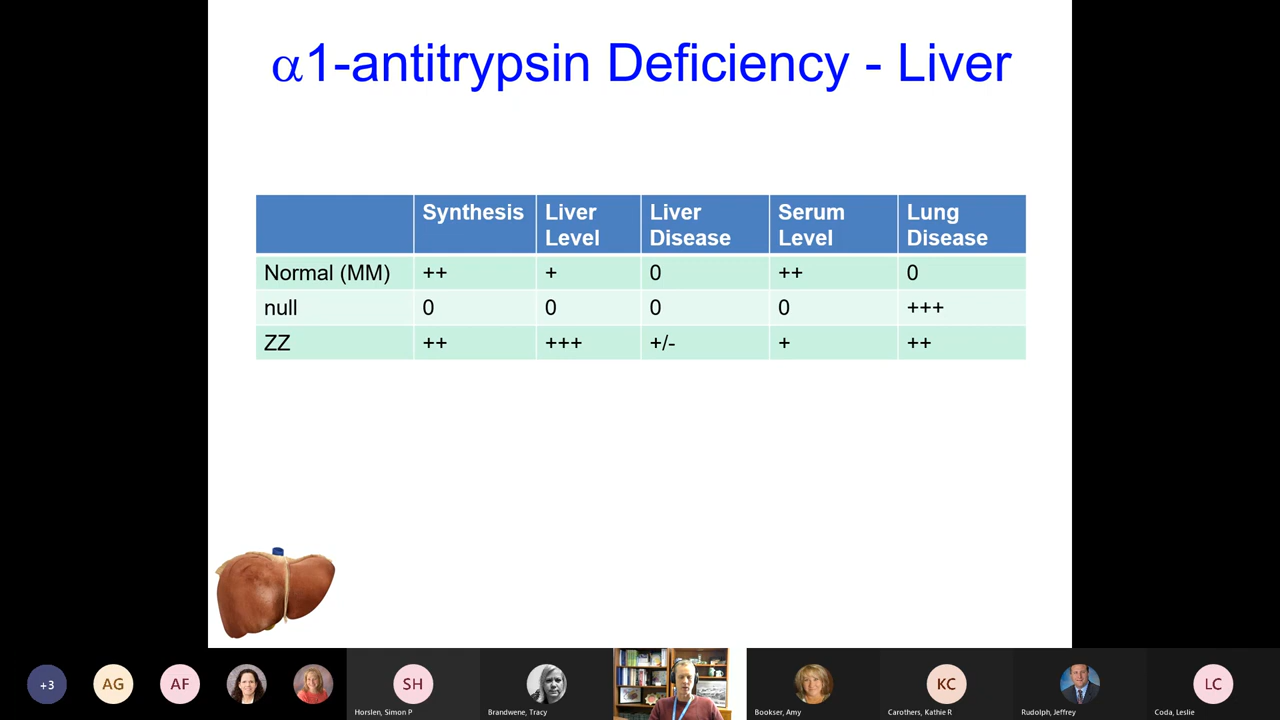 α1-antitrypsin Deficiency - Liver
Synthesis Liver Level Liver Disease Serum Level Lung Disease
Normal (MM) ++ + 0 ++ 0
null 0 0 0 0 +++
ZZ ++ +++ +/- + ++
+3 AG AF SH KC LC
Horslen, Simon P Brandwene, Tracy Bookser, Amy Carothers, Kathie R Rudolph, Jeffrey Coda, Leslie